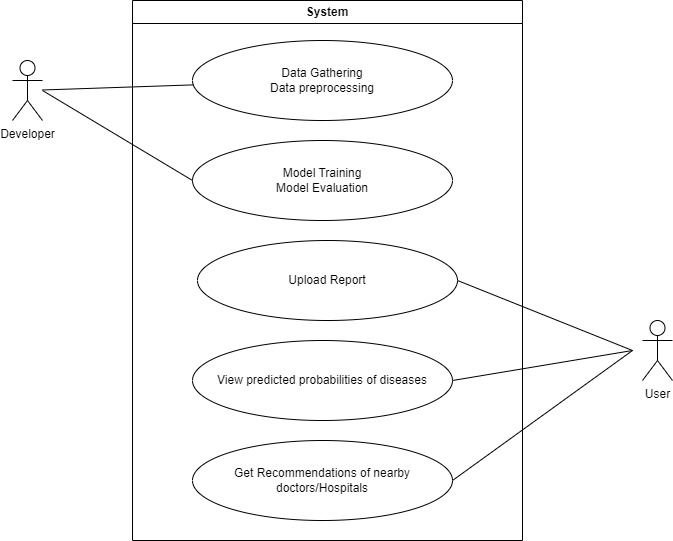 System
Data Gathering
Data preprocessing
Developer
Model Training
Model Evaluation
Upload Report
View predicted probabilities of diseases
User
Get Recommendations of nearby
doctors/Hospitals